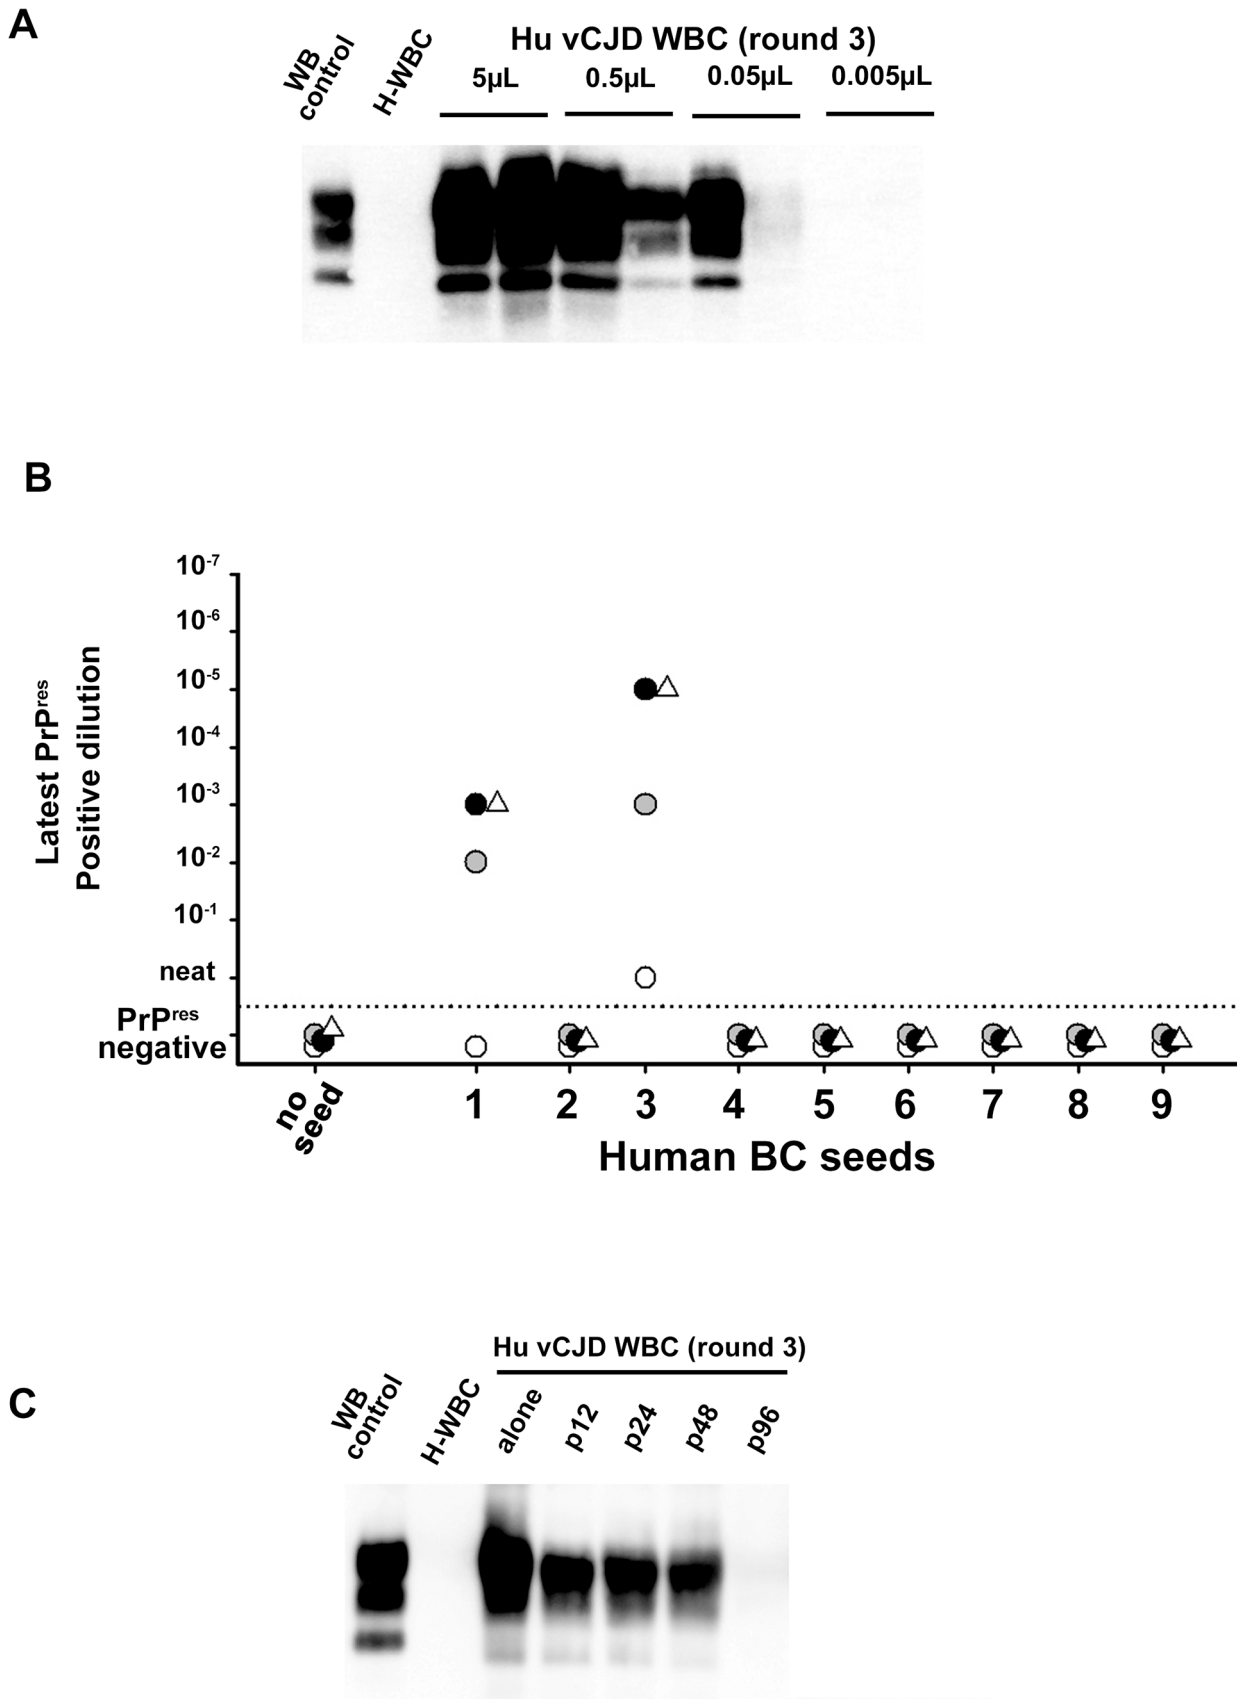 A
WB
control
H-WBC
Hu vCJD WBC (round 3)
5µL
0.5µL
0.05µL
0.005µL
B
Latest PrPres
Positive dilution
10-7
10-6
10-5
10-4
10-3
10-2
10-1
neat
PrPres
negative
no
seed
1
2
3
4
5
6
7
8
9
Human BC seeds
C
Hu vCJD WBC (round 3)
WB
control
H-WBC
alone
p12
p24
p48
p96